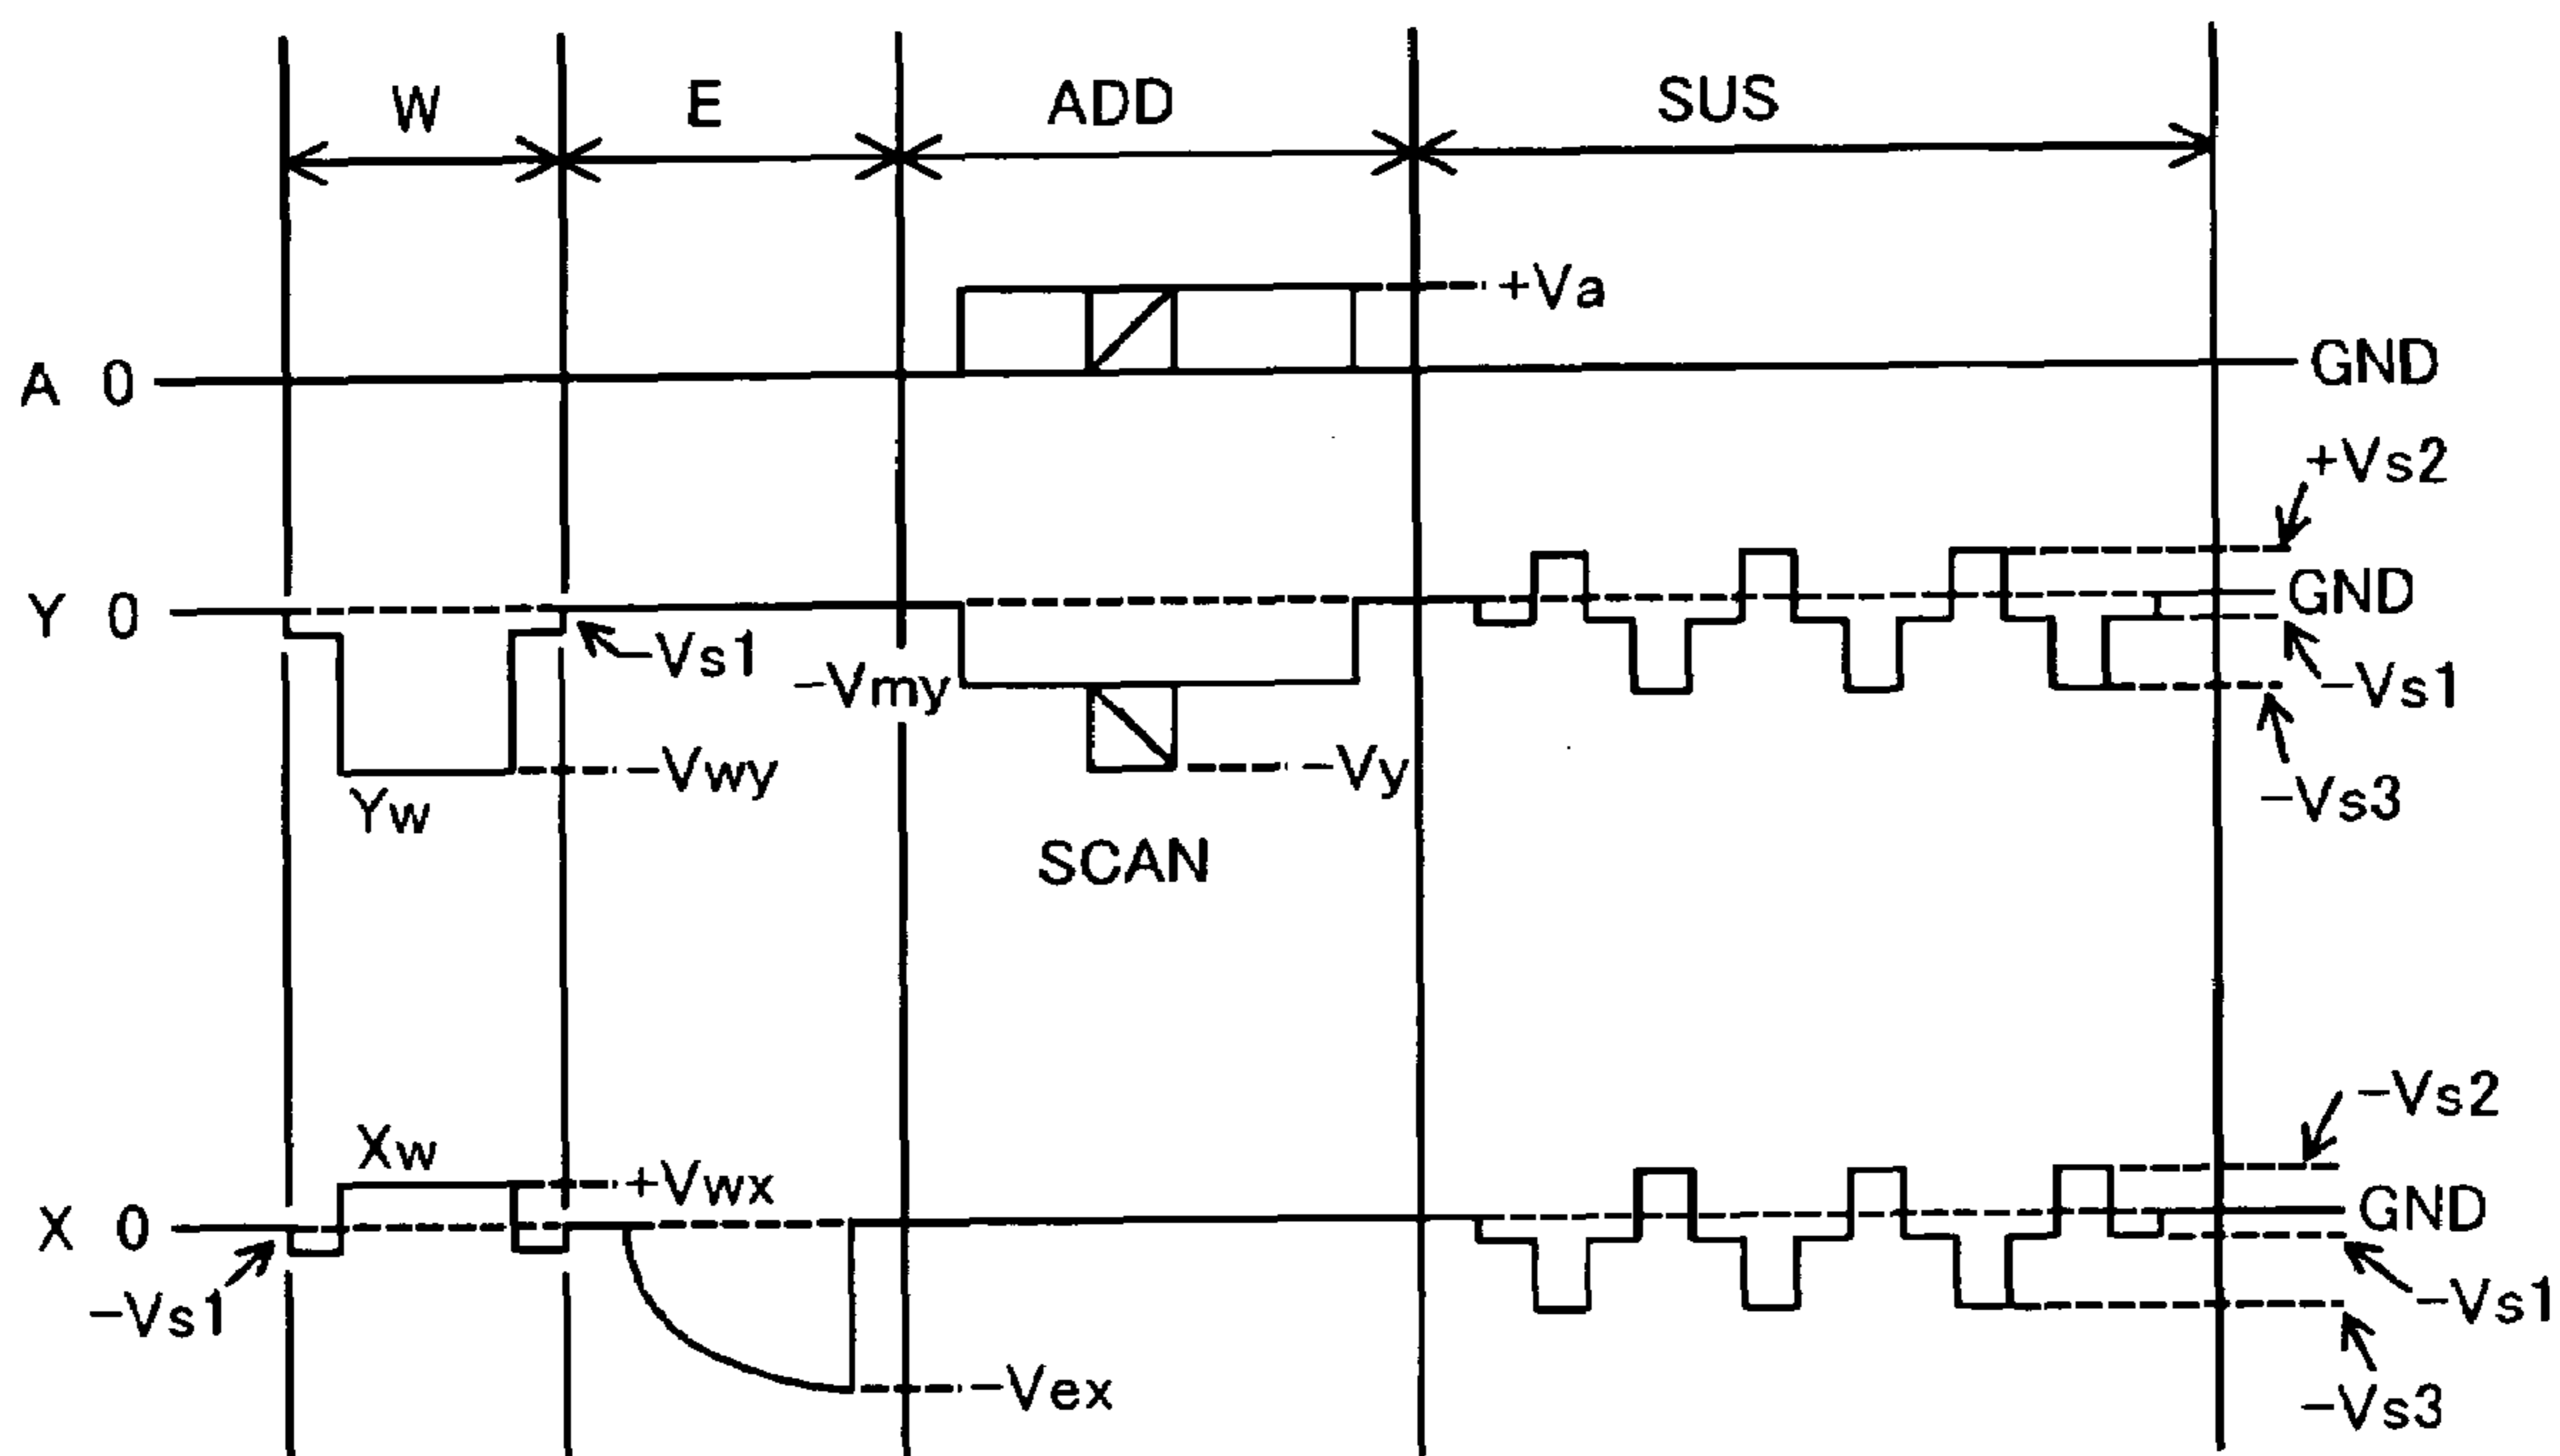 W E ADD SUS
+Va
A 0 GND
+Vs2
Y 0 GND
-Vs1 -Vmy -Vs1
-Vwy -Vy -Vs3
Yw
SCAN
-Vs2
Xw +Vwx
X 0 GND
-Vs1 -Vs1
-Vex -Vs3